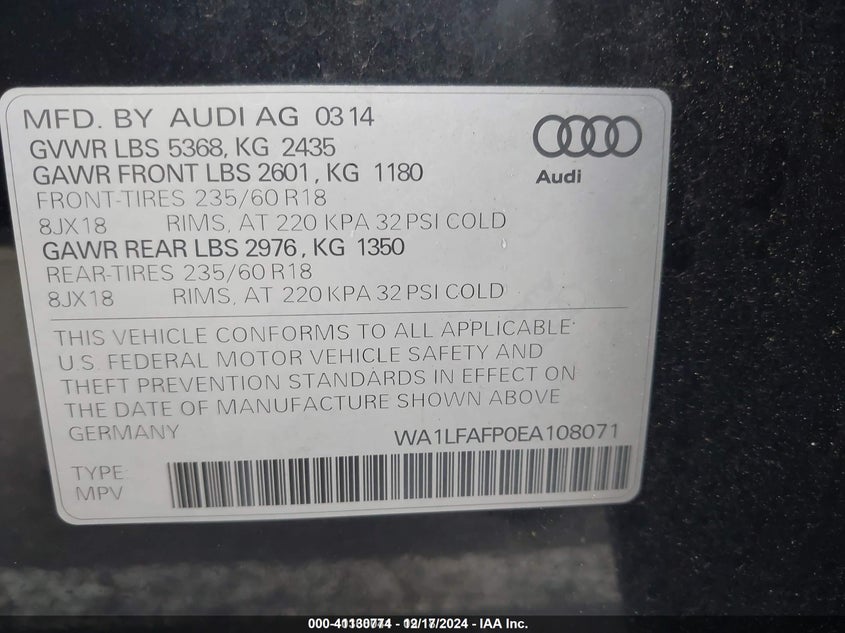 MFD. BY AUDI AG 0314
GVWR LBS 5368, KG 2435
GAWR FRONT LBS 2601, KG 1180
FRONT-TIRES 235/60 R18
8JX18 RIMS, AT 220 KPA 32 PSI COLD
GAWR REAR LBS 2976, KG 1350
REAR-TIRES 235/60 R18
8JX18 RIMS, AT 220 KPA 32 PSI COLD
Audi
THIS VEHICLE CONFORMS TO ALL APPLICABLE
U.S. FEDERAL MOTOR VEHICLE SAFETY AND
THEFT PREVENTION STANDARDS IN EFFECT ON
THE DATE OF MANUFACTURE SHOWN ABOVE
GERMANY WA1LFAFP0EA108071
TYPE:
MPV
12/17/2024 - IAA Inc.